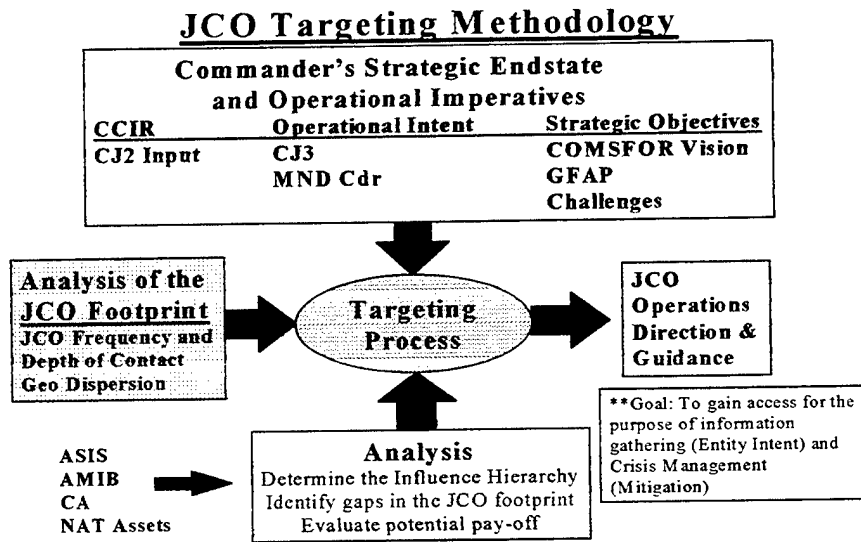 JCO Targeting Methodology
Commander's Strategic Endstate
and Operational Imperatives
CCIR Operational Intent Strategic Objectives
CJ2 Input CJ3 COMSFOR Vision
MND Cdr GFAP
Challenges
Analysis of the
JCO Footprint
JCO Frequency and
Depth of Contact
Geo Dispersion
Targeting
Process
JCO
Operations
Direction &
Guidance
**Goal: To gain access for the
purpose of information
gathering (Entity Intent) and
Crisis Management
(Mitigation)
ASIS
AMIB
CA
NAT Assets
Analysis
Determine the Influence Hierarchy
Identify gaps in the JCO footprint
Evaluate potential pay-off